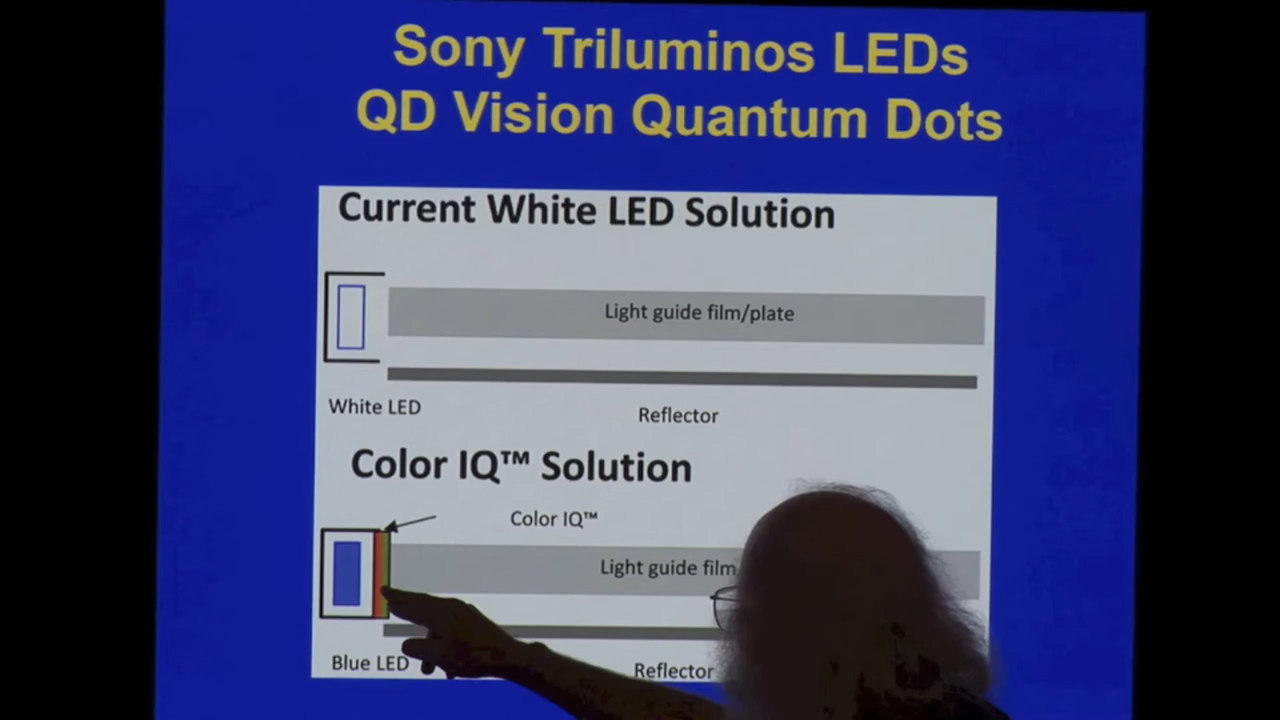 Sony Triluminos LEDs
QD Vision Quantum Dots
Current White LED Solution
Light guide film/plate
White LED
Reflector
Color IQ™ Solution
Color IQ™
Light guide film
Blue LED
Reflector